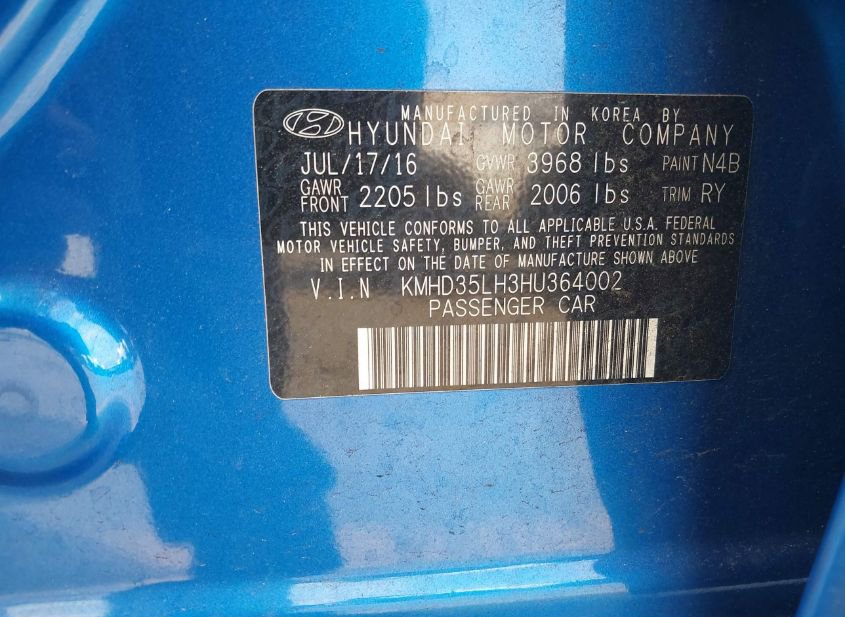 MANUFACTURED IN KOREA BY
HYUNDAI MOTOR COMPANY
JUL/17/16 GVWR 3968 lbs PAINT N4B
GAWR FRONT 2205 lbs GAWR REAR 2006 lbs TRIM RY
THIS VEHICLE CONFORMS TO ALL APPLICABLE U.S.A. FEDERAL
MOTOR VEHICLE SAFETY, BUMPER, AND THEFT PREVENTION STANDARDS
IN EFFECT ON THE DATE OF MANUFACTURE SHOWN ABOVE
V.I.N KMHD35LH3HU364002
PASSENGER CAR